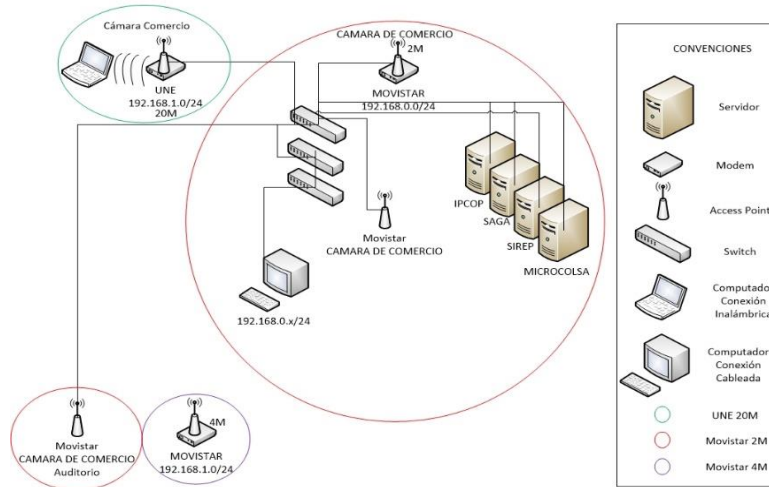 Cámara Comercio
UNE
192.168.1.0/24
20M
CAMARA DE COMERCIO
2M
MOVISTAR
192.168.0.0/24
IPCOP
SAGA
SIREP
MICROCOLSA
Movistar
CAMARA DE COMERCIO
192.168.0.x/24
Movistar
CAMARA DE COMERCIO
Auditorio
4M
MOVISTAR
192.168.1.0/24
CONVENCIONES
Servidor
Modem
Access Point
Switch
Computador
Conexión
Inalámbrica
Computador
Conexión
Cableada
UNE 20M
Movistar 2M
Movistar 4M